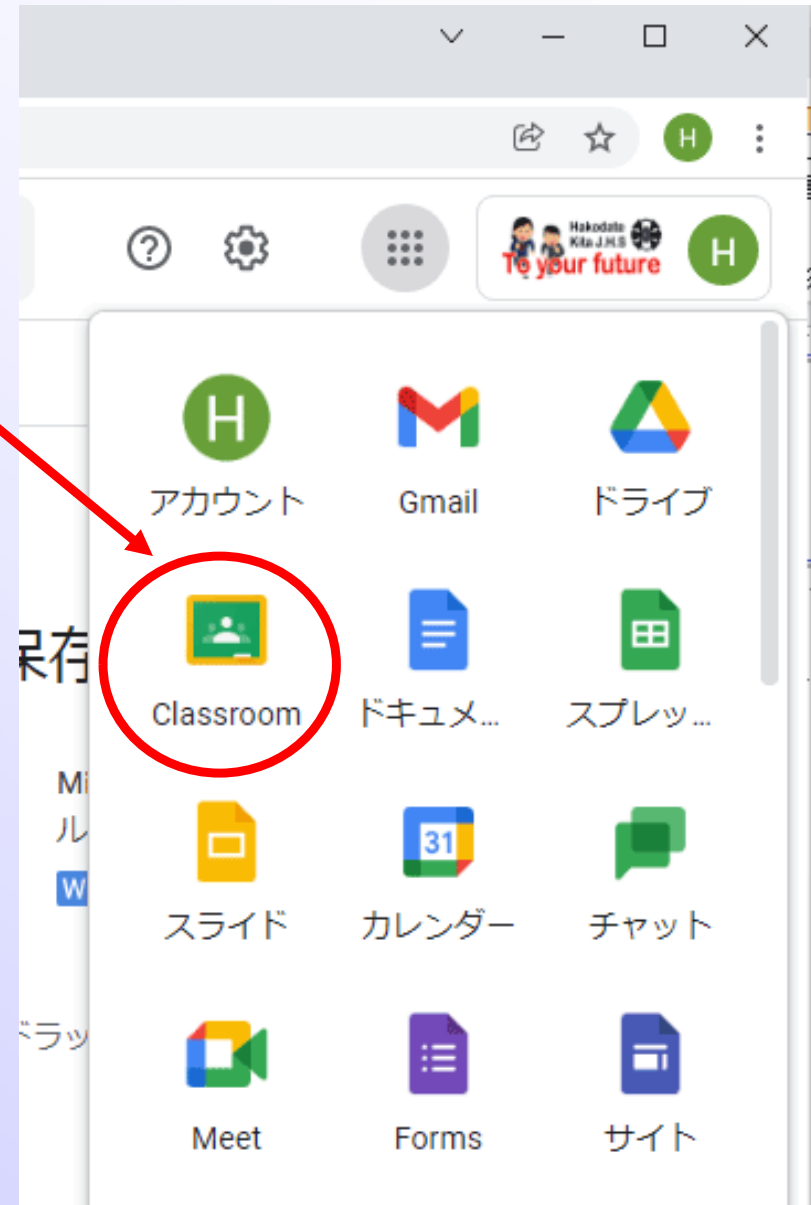 H
Hakodate
Kita J.H.S
To your future
H
H
アカウント
Gmail
ドライブ
保存
Classroom
ドキュメ...
スプレッ...
Mi
ル
31
W
スライド
カレンダー
チャット
ドラッ
Meet
Forms
サイト